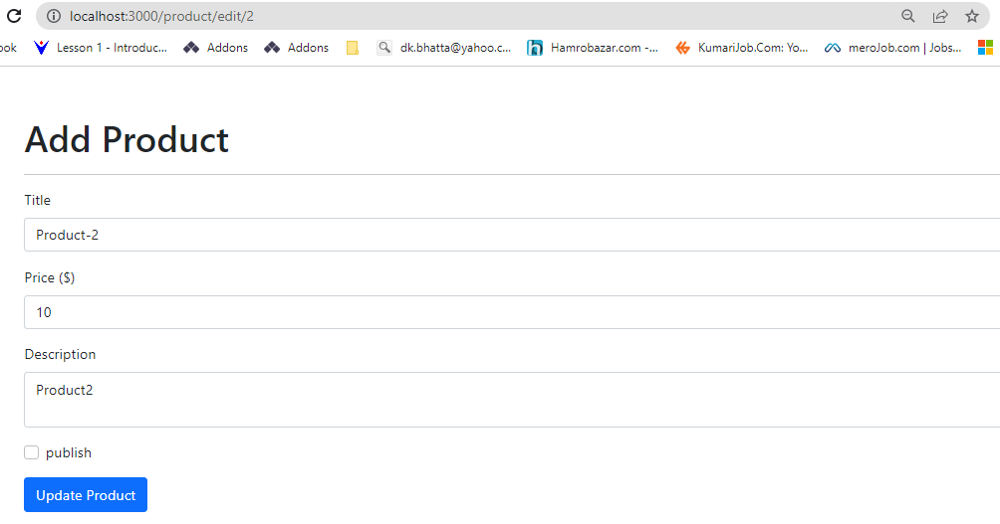 localhost:3000/product/edit/2
ook Lesson 1 - Introduc... Addons Addons dk.bhatta@yahoo.c... Hamrobazar.com -... KumariJob.Com: Yo... meroJob.com | Jobs...
Add Product
Title
Product-2
Price ($)
10
Description
Product2
publish
Update Product